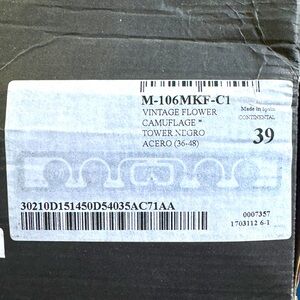 M-106MKF-C1
VINTAGE FLOWER
CAMUFLAGE *
TOWER NEGRO
ACERO (36-48)
Made in Spain
CONTINENTAL
39
30210D151450D54035AC71AA
0007357
1703112 6-1